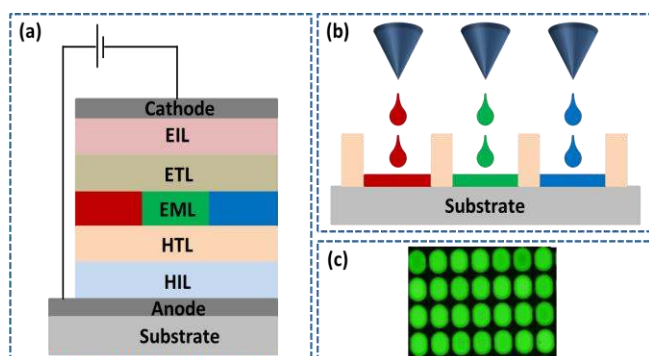 (a)
Cathode
EIL
ETL
EML
HTL
HIL
Anode
Substrate
(b)
Substrate
(c)